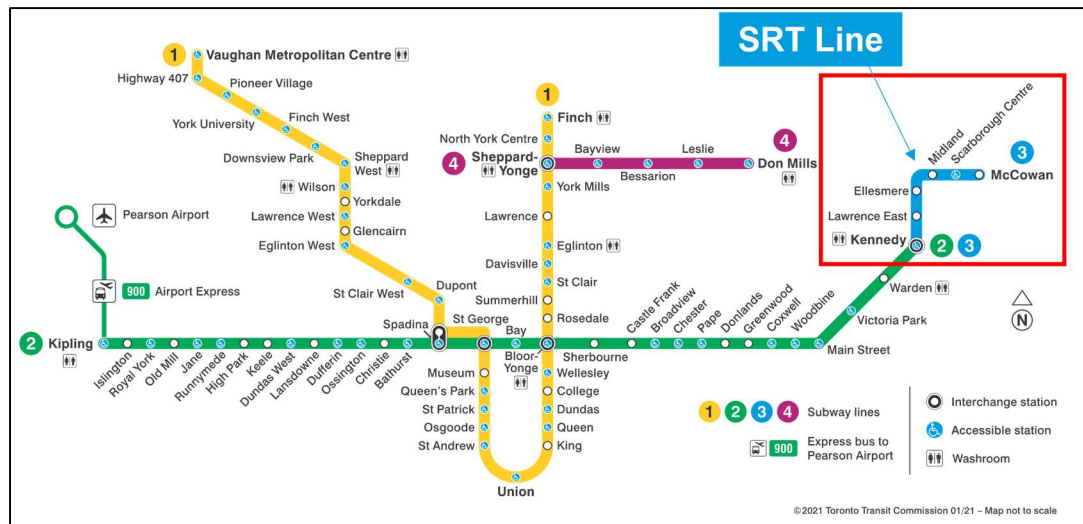 SRT Line
1
Vaughan Metropolitan Centre
Highway 407
Pioneer Village
York University
Finch West
Downsview Park
Sheppard
West
Wilson
Yorkdale
Lawrence West
Glencairn
Eglinton West
St Clair West
Dupont
Spadina
St George
Museum
Queen's Park
St Patrick
Osgoode
St Andrew
Union
1
Finch
North York Centre
4
Sheppard-
Yonge
Bayview
Bessarion
Leslie
4
Don Mills
York Mills
Lawrence
Eglinton
Davisville
St Clair
Summerhill
Rosedale
Bay
Bloor-
Yonge
Wellesley
College
Dundas
Queen
King
Midland
Scarborough Centre
3
McCowan
Ellesmere
Lawrence East
Kennedy
2
3
Warden
Victoria Park
Main Street
Pearson Airport
900
Airport Express
2
Kipling
Islington
Royal York
Old Mill
Jane
Runnymede
High Park
Keele
Dundas West
Lansdowne
Dufferin
Ossington
Christie
Bathurst
Sherbourne
Castle Frank
Broadview
Chester
Pape
Donlands
Greenwood
Coxwell
Woodbine
N
1 2 3 4 Subway lines
900 Express bus to
Pearson Airport
Interchange station
Accessible station
Washroom
©2021 Toronto Transit Commission 01/21 – Map not to scale